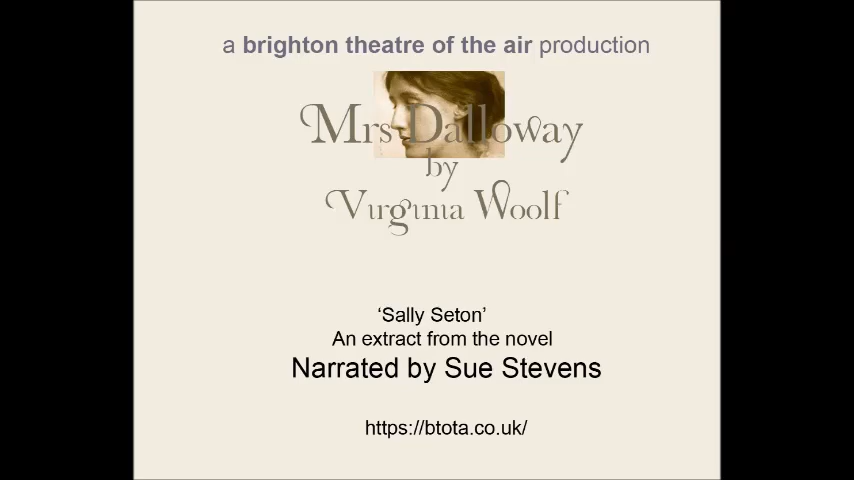 a brighton theatre of the air production
Mrs Dalloway
by
Virginia Woolf
‘Sally Seton’
An extract from the novel
Narrated by Sue Stevens
https://btota.co.uk/